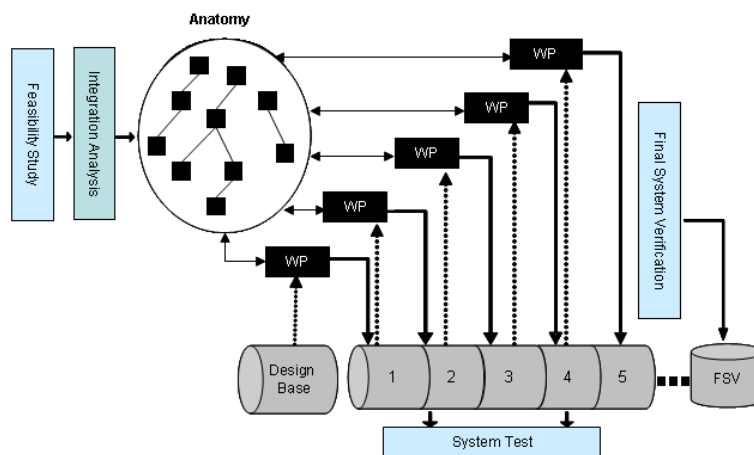 Anatomy
Feasibility Study
Integration Analysis
WP
WP
WP
WP
WP
Final System Verification
Design
Base
1
2
3
4
5
FSV
System Test